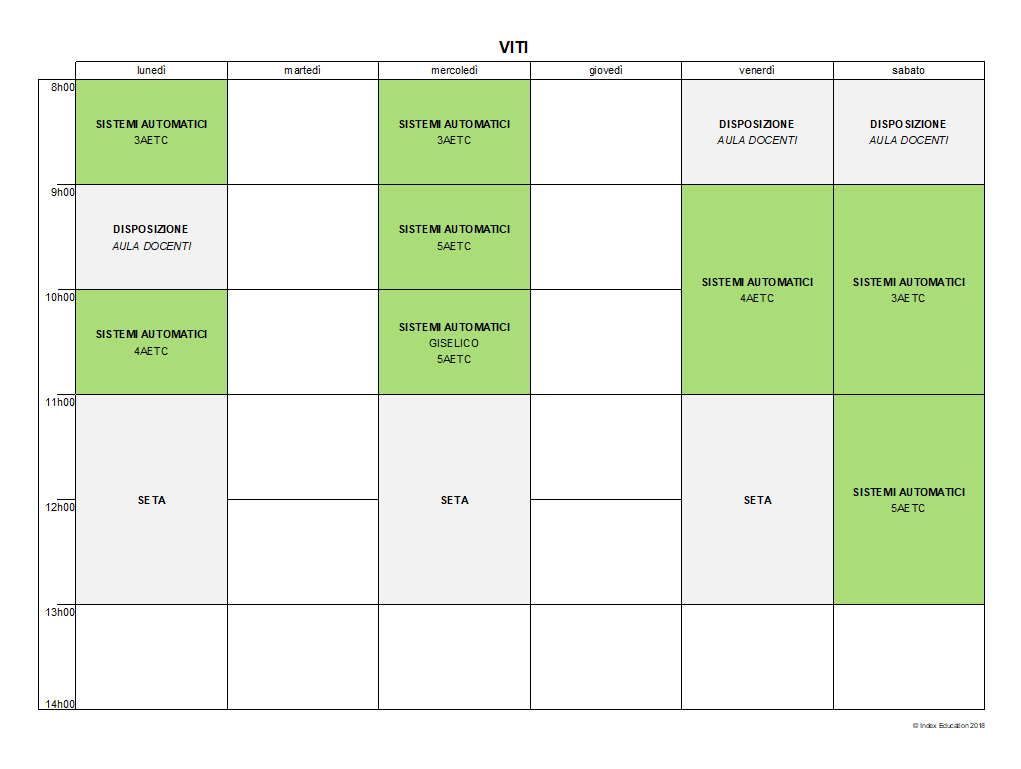 VITI
lunedì martedì mercoledì giovedì venerdì sabato
8h00
SISTEMI AUTOMATICI
3AETC
SISTEMI AUTOMATICI
3AETC
DISPOSIZIONE
AULA DOCENTI
DISPOSIZIONE
AULA DOCENTI
9h00
DISPOSIZIONE
AULA DOCENTI
SISTEMI AUTOMATICI
5AETC
SISTEMI AUTOMATICI
4AETC
SISTEMI AUTOMATICI
3AETC
10h00
SISTEMI AUTOMATICI
4AETC
SISTEMI AUTOMATICI
GISELICO
5AETC
11h00
SETA
SETA
SETA
SISTEMI AUTOMATICI
5AETC
12h00
13h00
14h00
© Index Education 2018